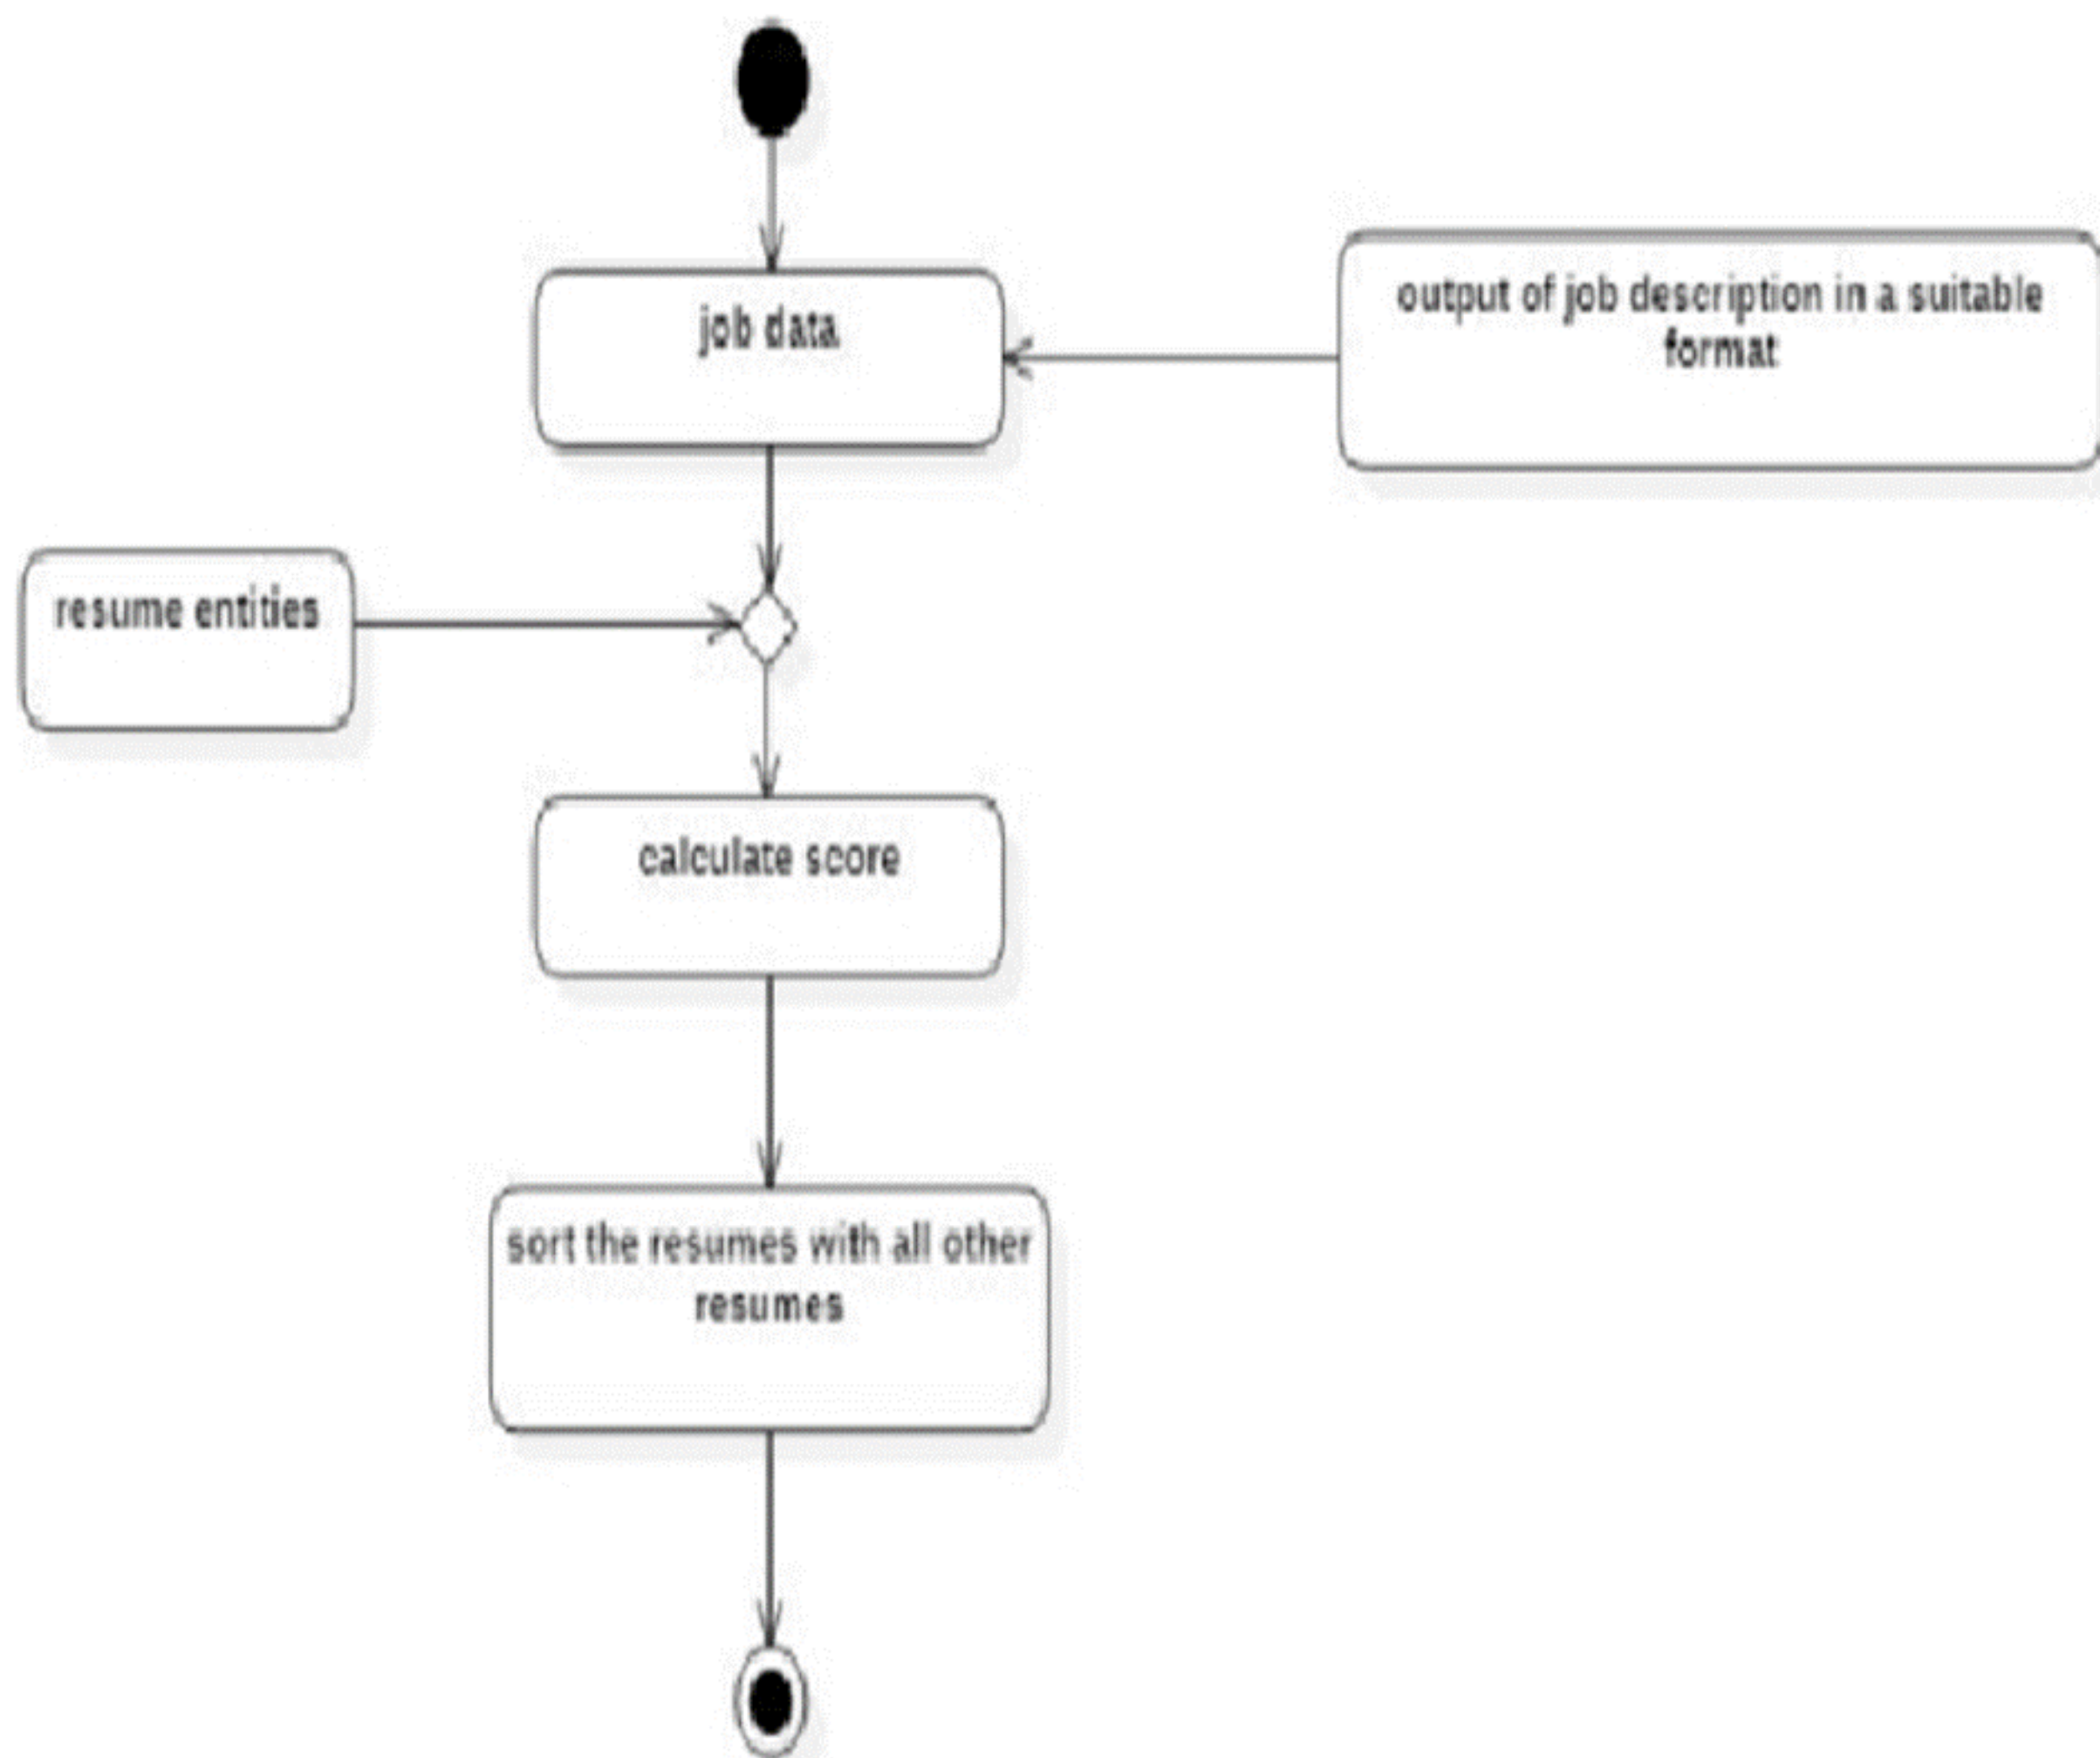 job data
output of job description in a suitable
format
resume entities
calculate score
sort the resumes with all other
resumes